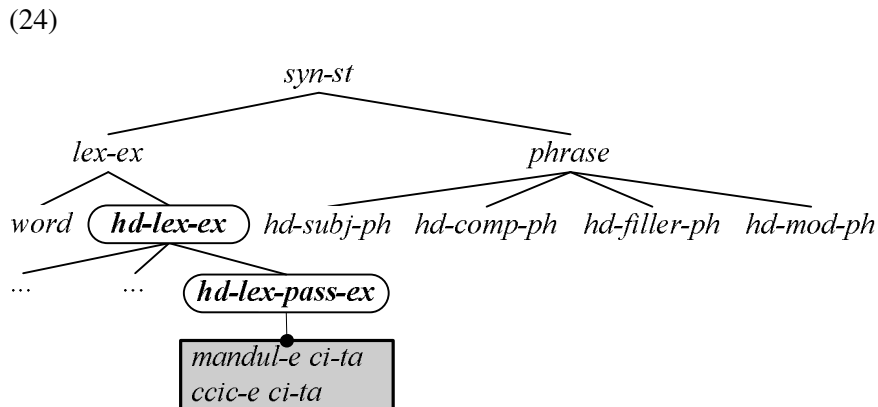 (24)
syn-st
lex-ex phrase
word hd-lex-ex hd-subj-ph hd-comp-ph hd-filler-ph hd-mod-ph
... ... hd-lex-pass-ex
mandul-e ci-ta
ccic-e ci-ta